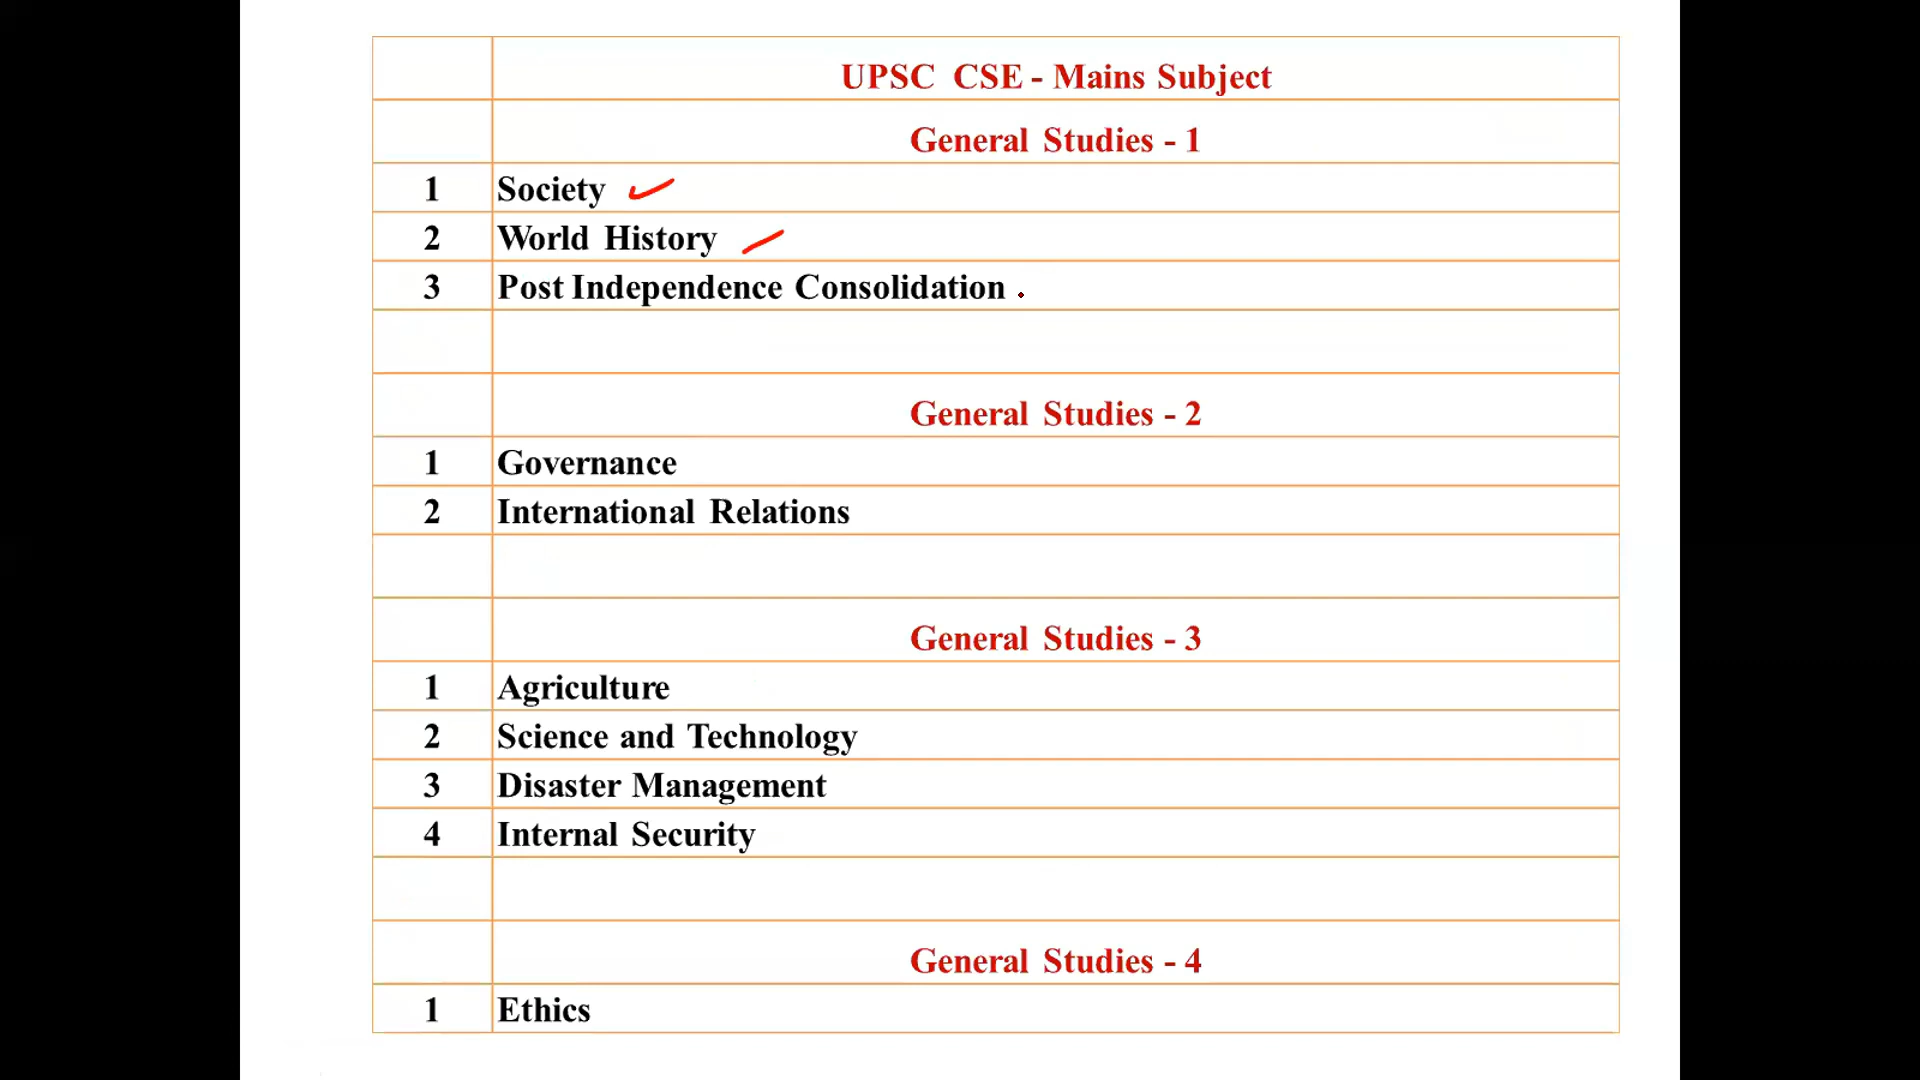 UPSC CSE - Mains Subject
General Studies - 1
1 Society
2 World History
3 Post Independence Consolidation
General Studies - 2
1 Governance
2 International Relations
General Studies - 3
1 Agriculture
2 Science and Technology
3 Disaster Management
4 Internal Security
General Studies - 4
1 Ethics